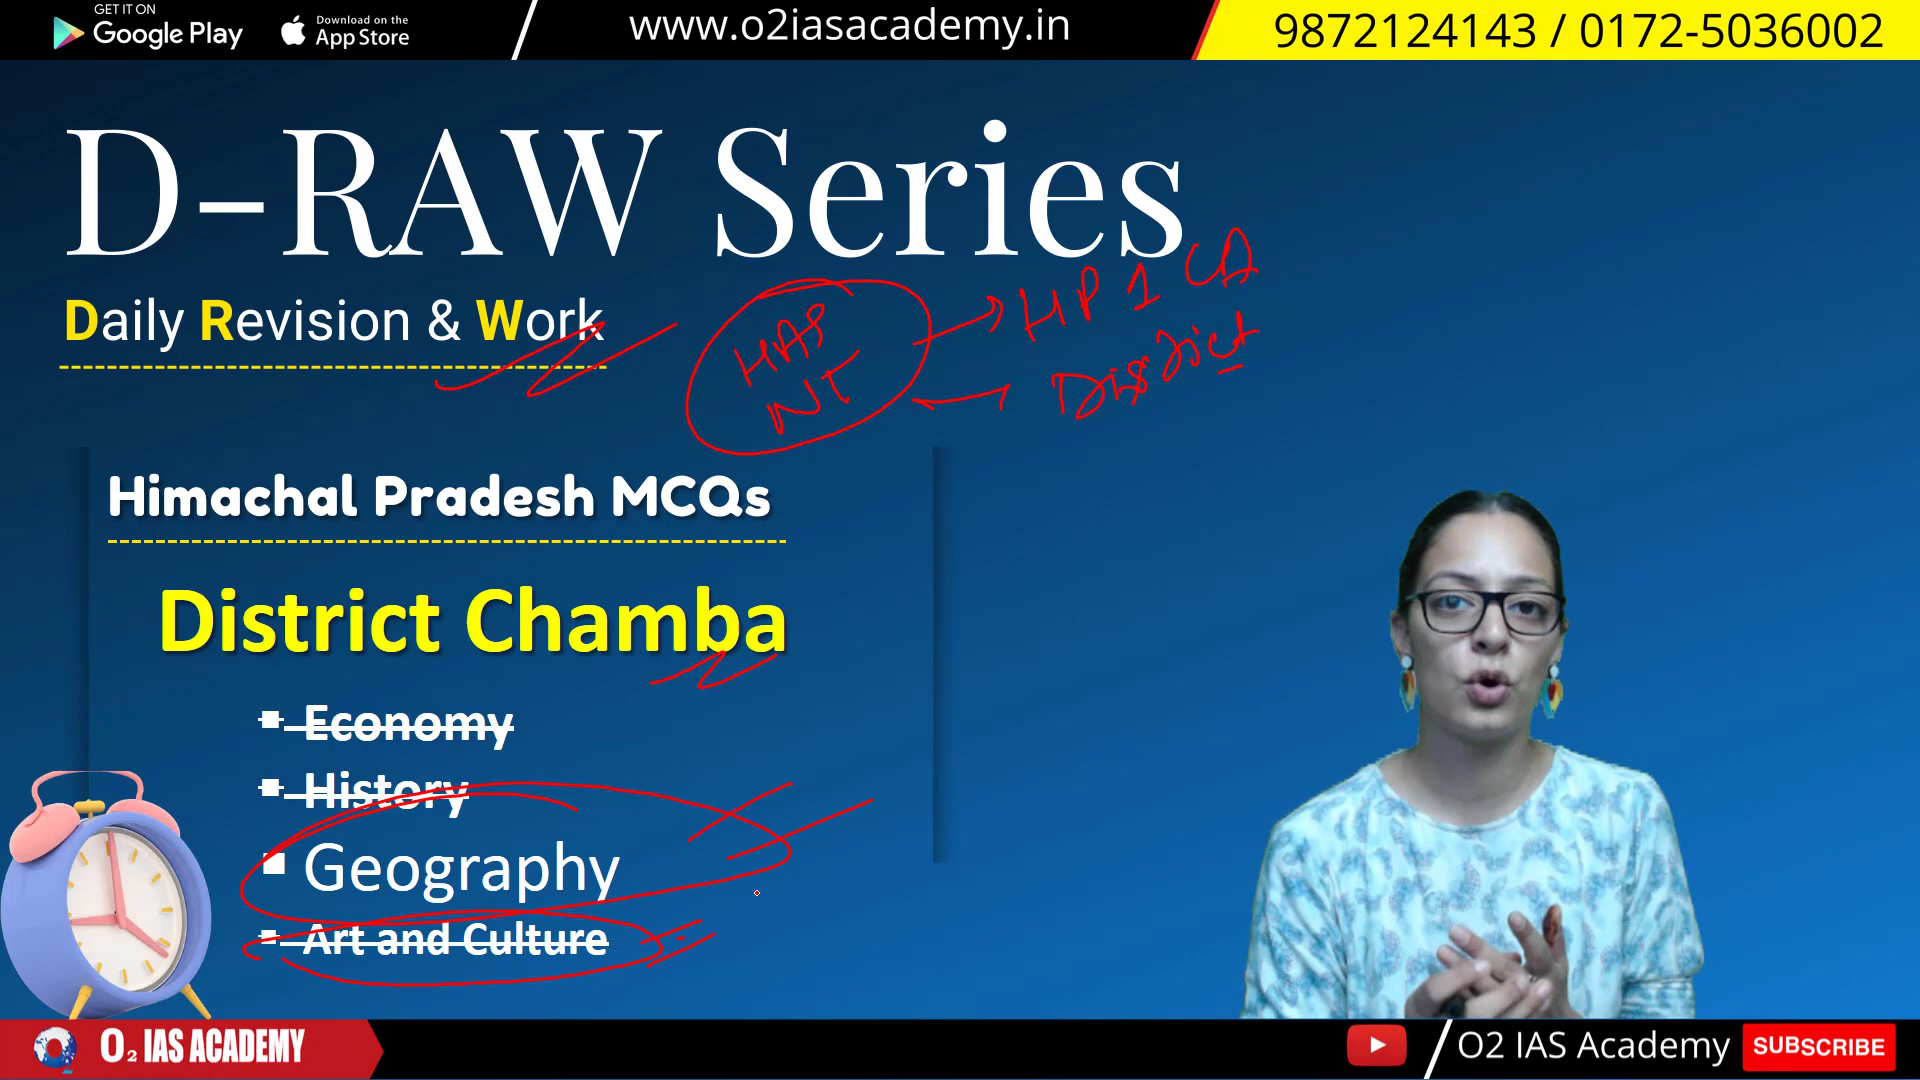 GET IT ON
Google Play
Download on the
App Store
www.o2iasacademy.in
9872124143 / 0172-5036002
D-RAW Series
Daily Revision & Work
HAS
NT
HP 1 CA
District
Himachal Pradesh MCQs
District Chamba
Economy
History
Geography
Art and Culture
O2 IAS ACADEMY
O2 IAS Academy
SUBSCRIBE